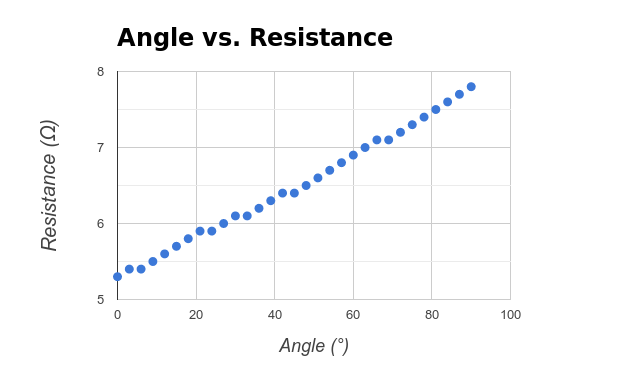 Angle vs. Resistance
8
7
6
5
Resistance (Ω)
0 20 40 60 80 100
Angle (°)